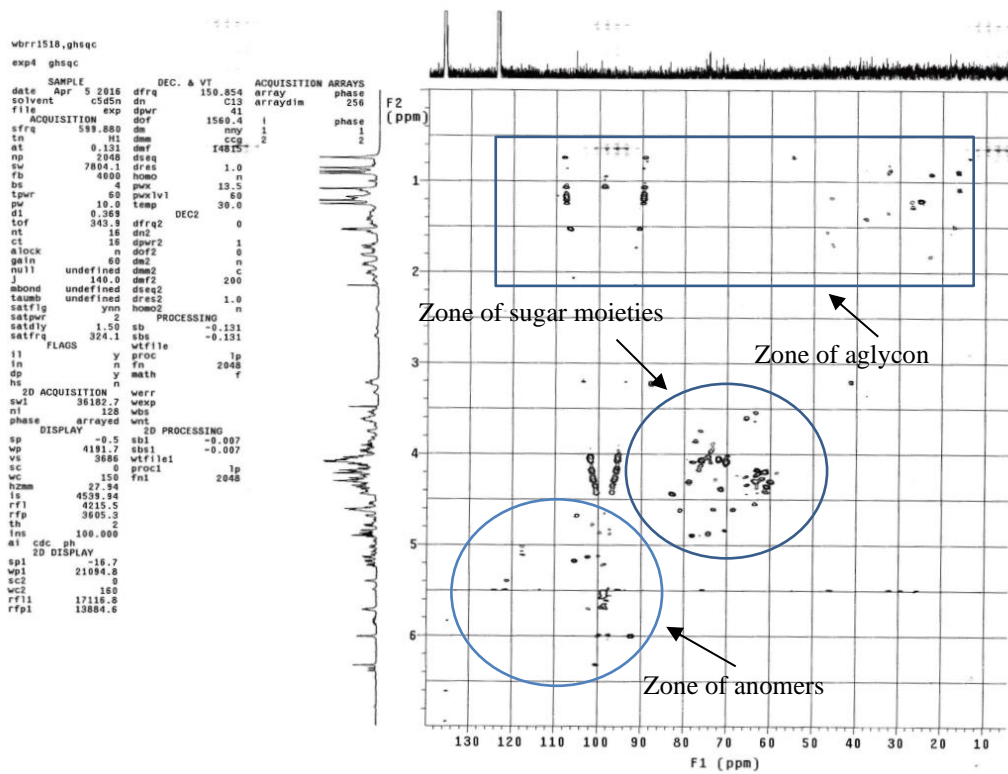 wbrr1518,ghsqc
exp4 ghsqc
SAMPLE DEC. & VT ACQUISITION ARRAYS
date Apr 5 2016 dfrq 150.854 array phase
solvent c5d5n dn C13 arraydim 256
file exp dpwr 41
ACQUISITION dof 1560.4 i phase
sfrq 599.880 dm nny 1 1
tn H1 dmm ccg 2 2
at 0.131 dmf 14815
np 2048 dseq
sw 7804.1 dres 1.0
fb 4000 homo n
bs 4 pwx 13.5
tpwr 60 pwxlvl 60
pw 10.0 temp 30.0
d1 0.369 DEC2
tof 343.9 dfrq2 0
nt 16 dn2
ct 16 dpwr2 1
alock n dof2 0
gain 60 dm2 n
null undefined dmm2 c
j 140.0 dmf2 200
mbond undefined dseq2
taumb undefined dres2 1.0
satflg ynn homo2 n
satpwr 2 PROCESSING
satdly 1.50 sb -0.131
satfrq 324.1 sbs -0.131
FLAGS wtfile
il y proc lp
in n fn 2048
dp y math f
hs n
2D ACQUISITION werr
sw1 36182.7 wexp
ni 128 wbs
phase arrayed wnt
DISPLAY 2D PROCESSING
sp -0.5 sb1 -0.007
wp 4191.7 sbs1 -0.007
vs 3686 wtfile1
sc 0 proc1 lp
wc 150 fn1 2048
hzmm 27.94
is 4539.94
rfl 4215.5
rfp 3605.3
th 2
ins 100.000
ai cdc ph
2D DISPLAY
sp1 -16.7
wp1 21094.8
sc2 0
wc2 160
rfl1 17116.8
rfp1 13884.6
F2
(ppm)
1
2
Zone of sugar moieties
Zone of aglycon
3
4
5
6
Zone of anomers
130 120 110 100 90 80 70 60 50 40 30 20 10
F1 (ppm)